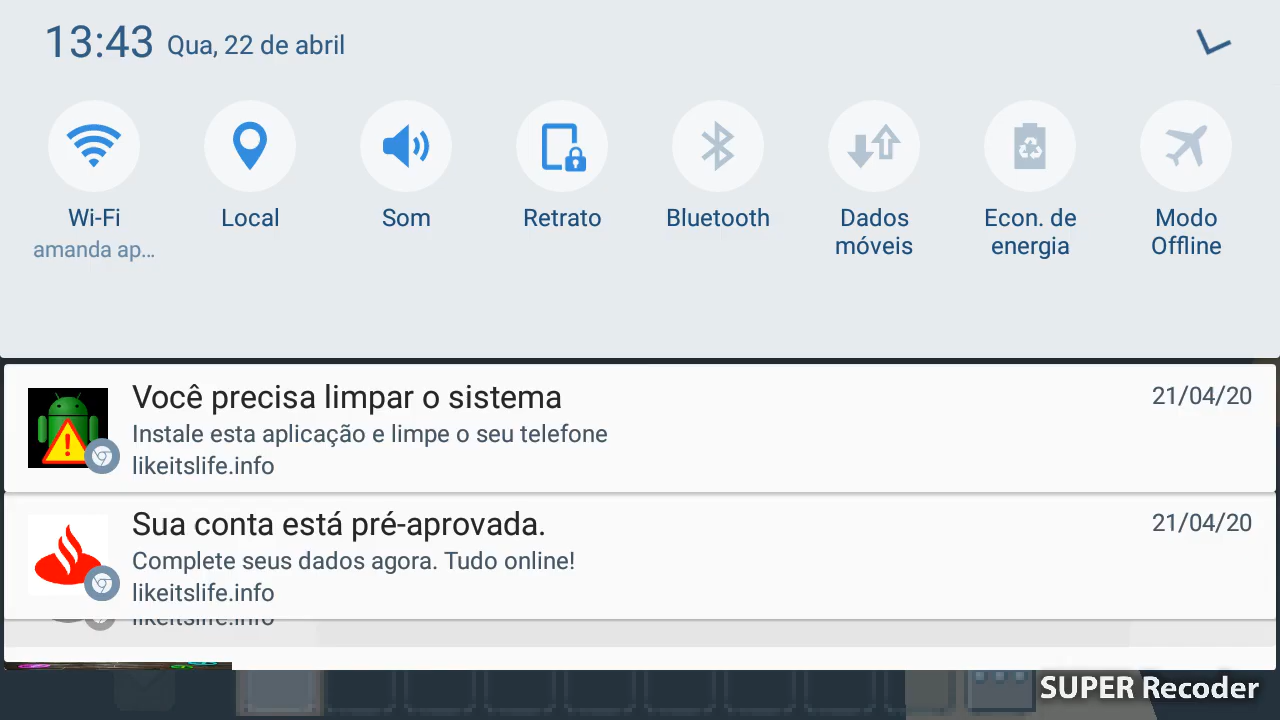 13:43 Qua, 22 de abril
Wi-Fi
amanda ap...
Local
Som
Retrato
Bluetooth
Dados
móveis
Econ. de
energia
Modo
Offline
Você precisa limpar o sistema
21/04/20
Instale esta aplicação e limpe o seu telefone
likeitslife.info
Sua conta está pré-aprovada.
21/04/20
Complete seus dados agora. Tudo online!
likeitslife.info
likeitslife.info
SUPER Recoder